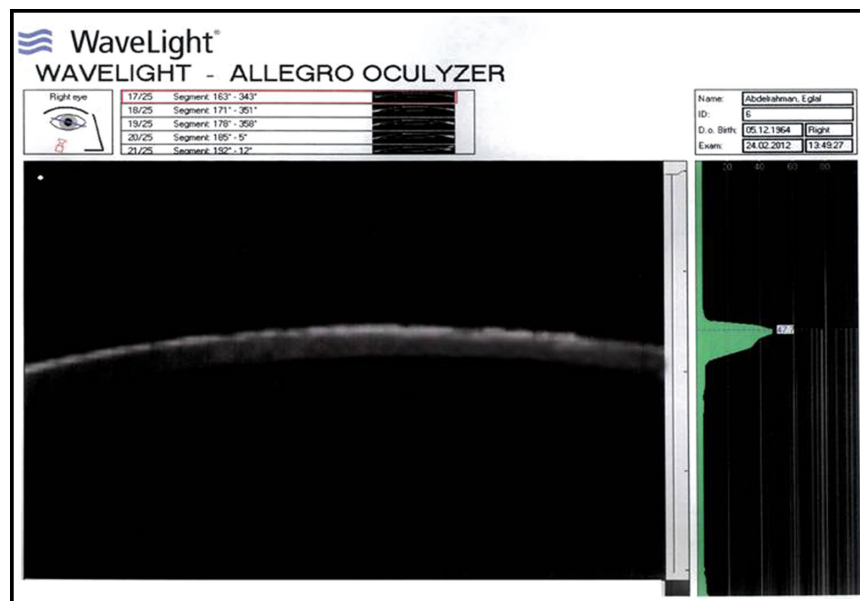 WaveLight®
WAVELIGHT - ALLEGRO OCULYZER
Right eye
17/25 Segment: 163° - 343°
18/25 Segment: 171° - 351°
19/25 Segment: 178° - 358°
20/25 Segment: 185° - 5°
21/25 Segment: 192° - 12°
Name: Abdelrahman, Eglal
ID: 6
D.o. Birth: 05.12.1964 Right
Exam: 24.02.2012 13:49:27
20 40 60 80
47.7